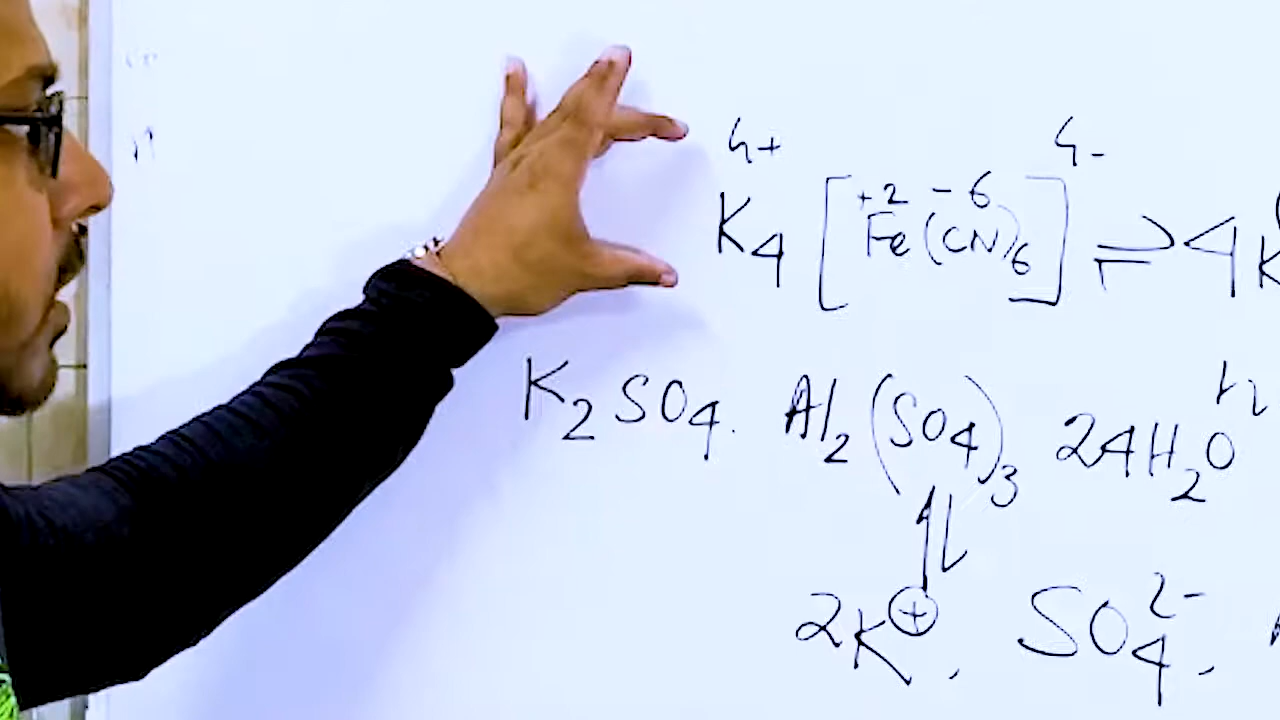 4+ 4-
+2 -6
K4 [Fe(CN)6] ⇌ 4K
K2SO4. Al2(SO4)3 24H2O
⇅
2K⊕, SO4 2-,